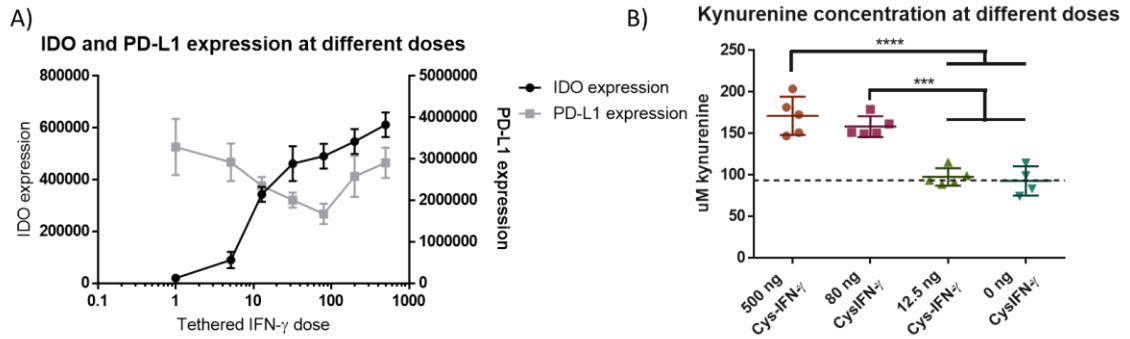 A)
IDO and PD-L1 expression at different doses
800000
600000
400000
200000
0
IDO expression
5000000
4000000
3000000
2000000
1000000
0
PD-L1 expression
0.1
1
10
100
1000
Tethered IFN-γ dose
IDO expression
PD-L1 expression
B)
Kynurenine concentration at different doses
250
200
150
100
50
0
uM kynurenine
****
***
500 ng
Cys-IFN-γ
80 ng
CysIFN-γ
12.5 ng
Cys-IFN-γ
0 ng
CysIFN-γ